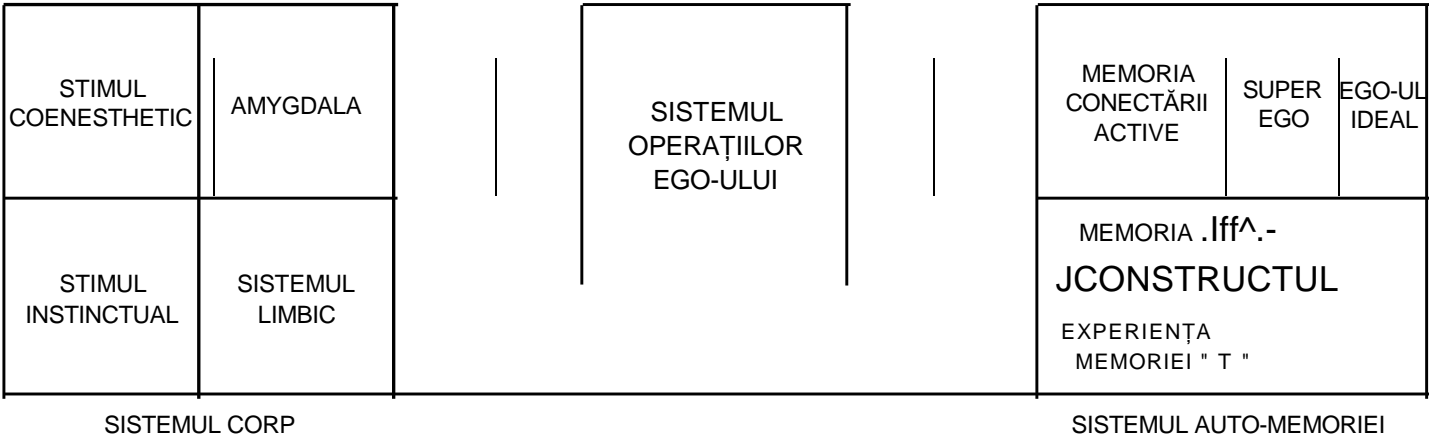 STIMUL
COENESTHETIC
AMYGDALA
STIMUL
INSTINCTUAL
SISTEMUL
LIMBIC
SISTEMUL CORP
SISTEMUL
OPERAȚIILOR
EGO-ULUI
MEMORIA
CONECTĂRII
ACTIVE
SUPER
EGO
EGO-UL
IDEAL
MEMORIA .Iff^.-
JCONSTRUCTUL
EXPERIENȚA
MEMORIEI " T "
SISTEMUL AUTO-MEMORIEI